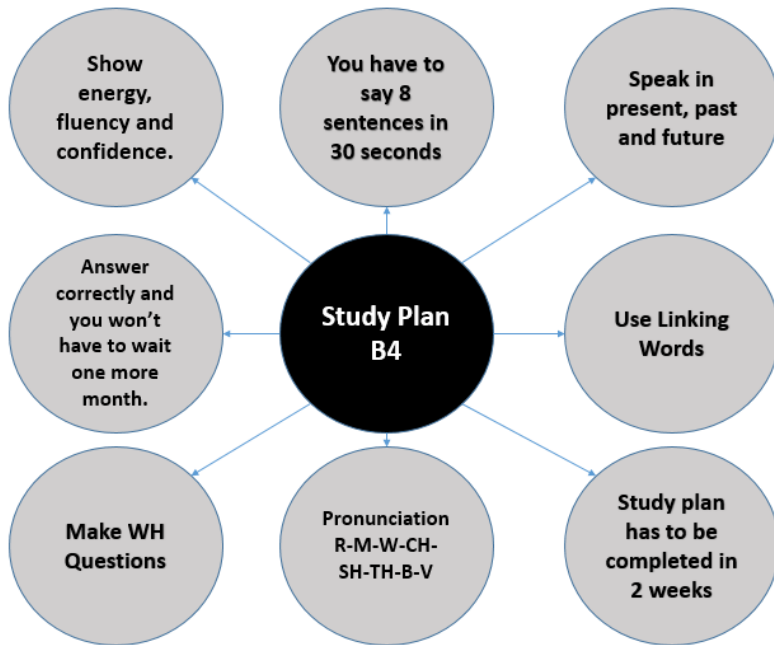 Show
energy,
fluency and
confidence.
You have to
say 8
sentences in
30 seconds
Speak in
present, past
and future
Answer
correctly and
you won’t
have to wait
one more
month.
Study Plan
B4
Use Linking
Words
Make WH
Questions
Pronunciation
R-M-W-CH-
SH-TH-B-V
Study plan
has to be
completed in
2 weeks